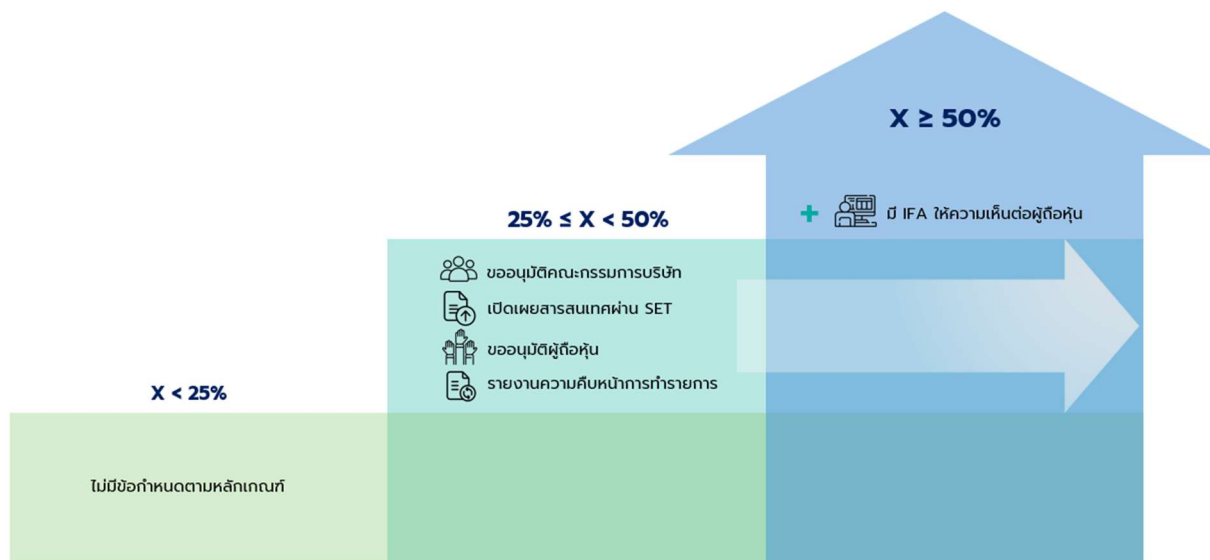 X ≥ 50%
+ มี IFA ให้ความเห็นต่อผู้ถือหุ้น
25% ≤ X < 50%
ขออนุมัติคณะกรรมการบริษัท
เปิดเผยสารสนเทศผ่าน SET
ขออนุมัติผู้ถือหุ้น
รายงานความคืบหน้าการทำรายการ
X < 25%
ไม่มีข้อกำหนดตามหลักเกณฑ์